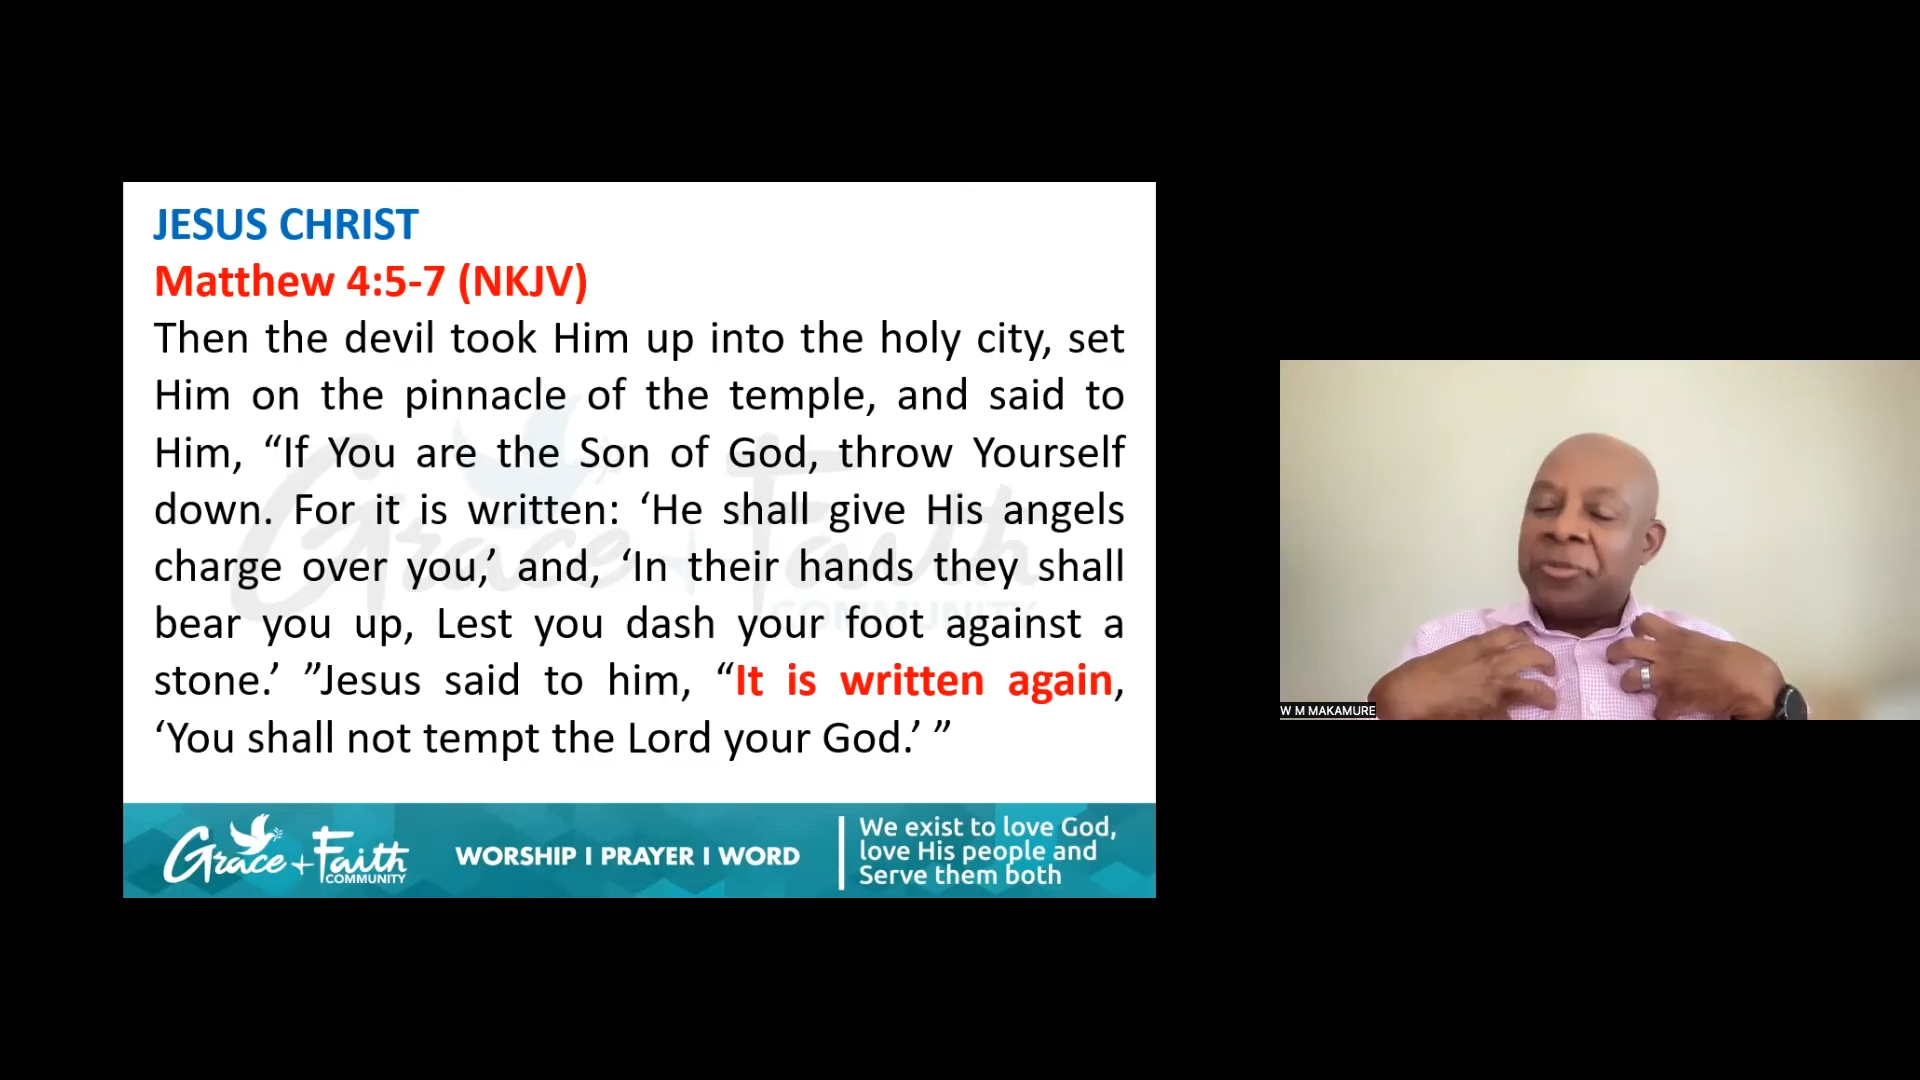 JESUS CHRIST
Matthew 4:5-7 (NKJV)
Then the devil took Him up into the holy city, set
Him on the pinnacle of the temple, and said to
Him, “If You are the Son of God, throw Yourself
down. For it is written: ‘He shall give His angels
charge over you,’ and, ‘In their hands they shall
bear you up, Lest you dash your foot against a
stone.’ ”Jesus said to him, “It is written again,
‘You shall not tempt the Lord your God.’ ”
Grace + Faith
COMMUNITY
Grace + Faith
COMMUNITY
WORSHIP I PRAYER I WORD
We exist to love God,
love His people and
Serve them both
W M MAKAMURE